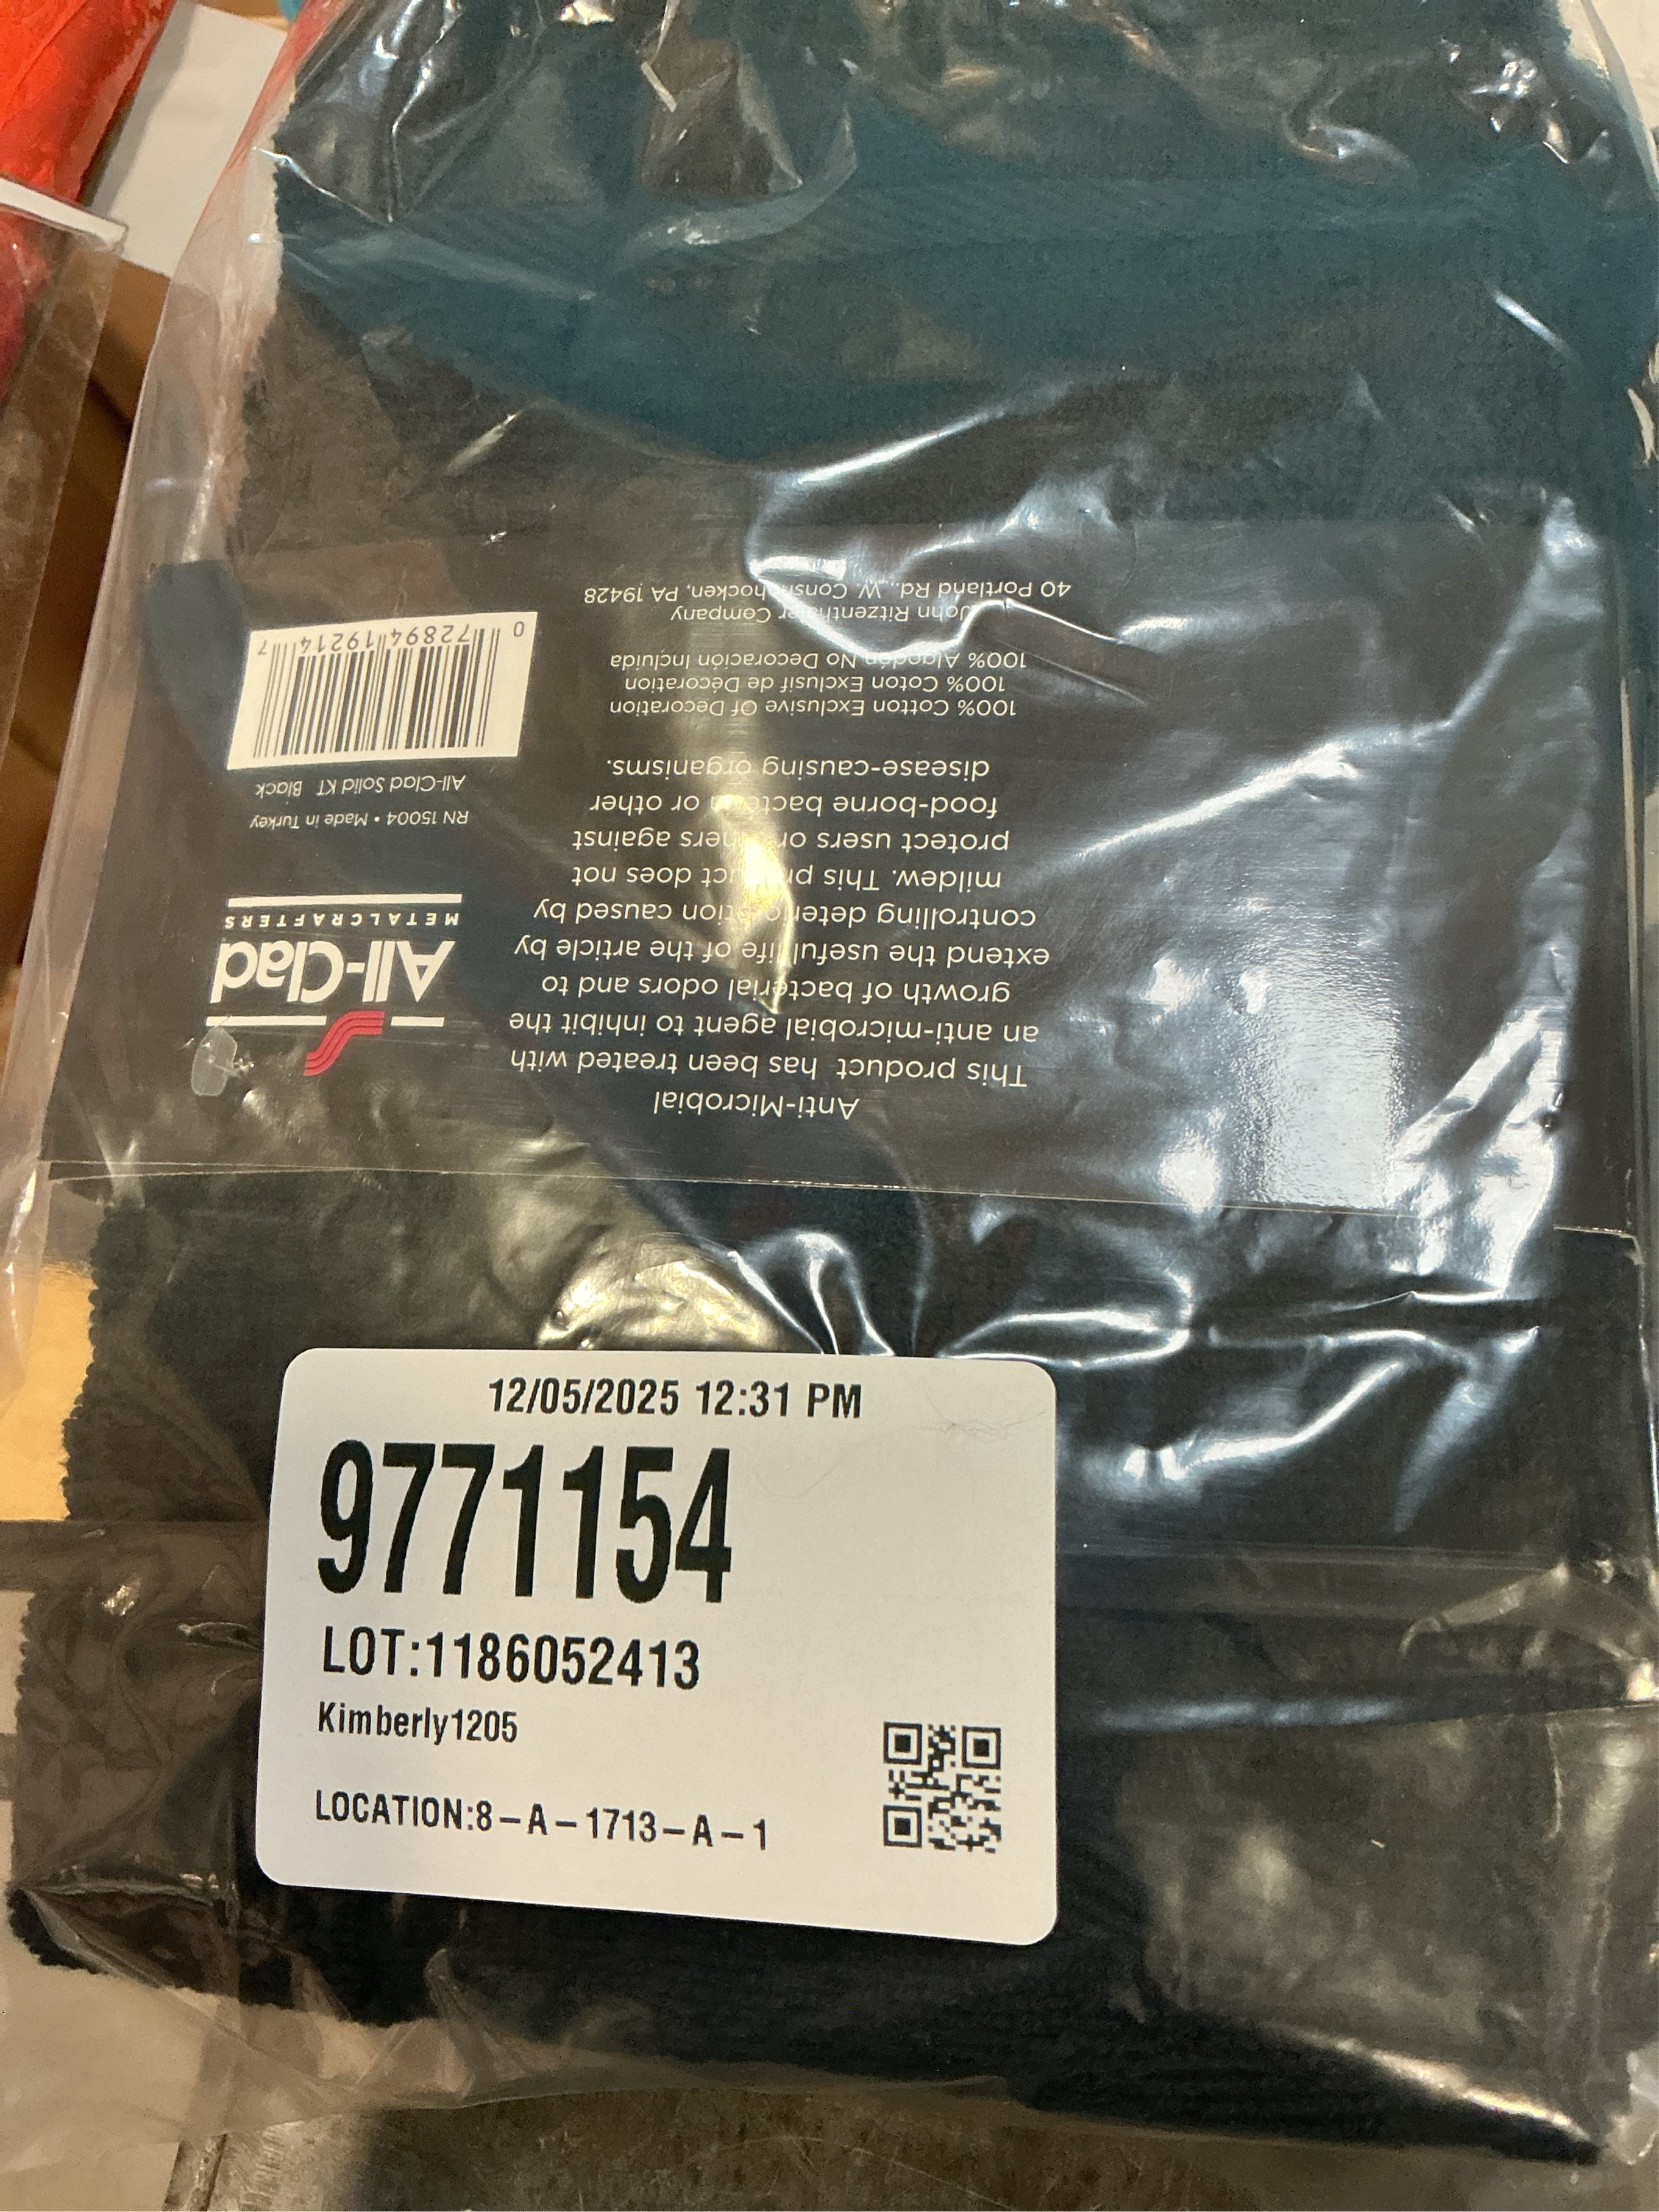 12/05/2025 12:31 PM
9771154
LOT:1186052413
Kimberly1205
LOCATION:8-A-1713-A-1
Anti-Microbial
This product has been treated with
an anti-microbial agent to inhibit the
growth of bacterial odors and to
extend the useful life of the article by
controlling deterioration caused by
mildew. This product does not
protect users or others against
food-borne bacteria or other
disease-causing organisms.
100% Cotton Exclusive Of Decoration
100% Coton Exclusif de Décoration
100% Algodón No Decoración Incluida
John Ritzenthaler Company
40 Portland Rd., W. Conshohocken, PA 19428
All-Clad
METALCRAFTERS
RN 15004 • Made in Turkey
All-Clad Solid KT Black
0 72894 19214 7